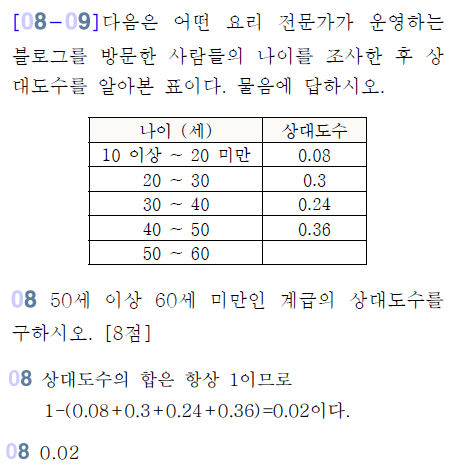 [08-09]다음은 어떤 요리 전문가가 운영하는
블로그를 방문한 사람들의 나이를 조사한 후 상
대도수를 알아본 표이다. 물음에 답하시오.
나이 (세) 상대도수
10 이상 ~ 20 미만 0.08
20 ~ 30 0.3
30 ~ 40 0.24
40 ~ 50 0.36
50 ~ 60
08 50세 이상 60세 미만인 계급의 상대도수를
구하시오. [8점]
08 상대도수의 합은 항상 1이므로
1-(0.08+0.3+0.24+0.36)=0.02이다.
08 0.02